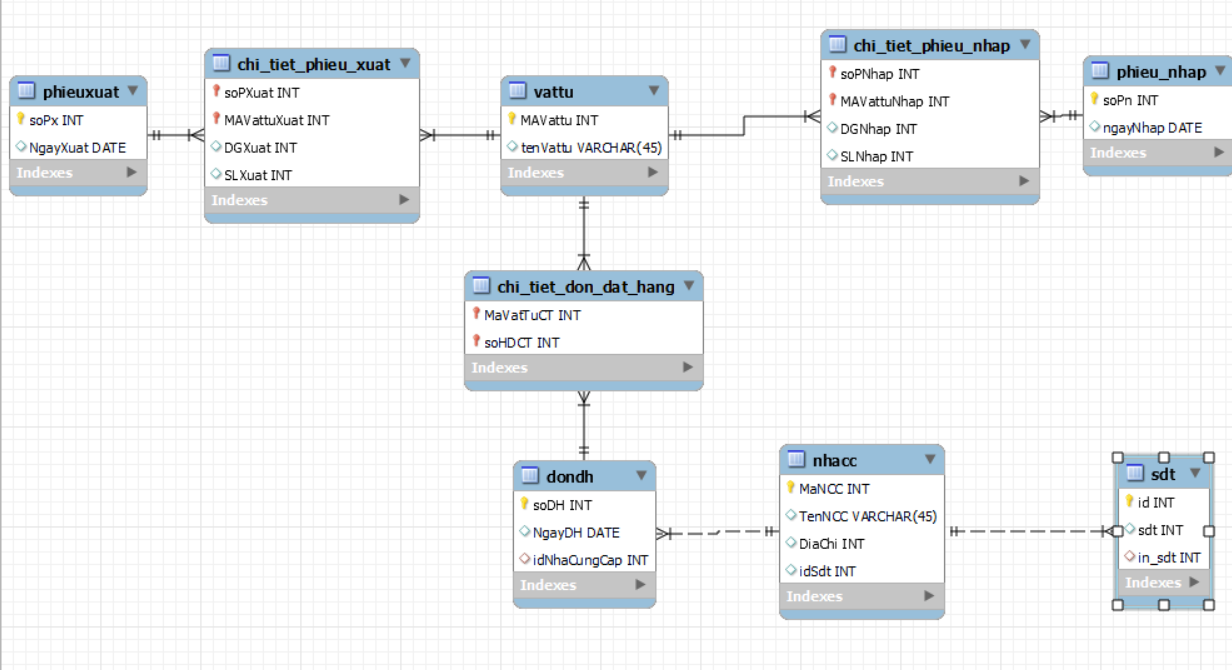 phieuxuat
soPx INT
NgayXuat DATE
Indexes
chi_tiet_phieu_xuat
soPXuat INT
MAVattuXuat INT
DGXuat INT
SLXuat INT
Indexes
vattu
MAVattu INT
tenVattu VARCHAR(45)
Indexes
chi_tiet_phieu_nhap
soPNhap INT
MAVattuNhap INT
DGNhap INT
SLNhap INT
Indexes
phieu_nhap
soPn INT
ngayNhap DATE
Indexes
chi_tiet_don_dat_hang
MaVatTuCT INT
soHDCT INT
Indexes
dondh
soDH INT
NgayDH DATE
idNhaCungCap INT
Indexes
nhacc
MaNCC INT
TenNCC VARCHAR(45)
DiaChi INT
idSdt INT
Indexes
sdt
id INT
sdt INT
in_sdt INT
Indexes